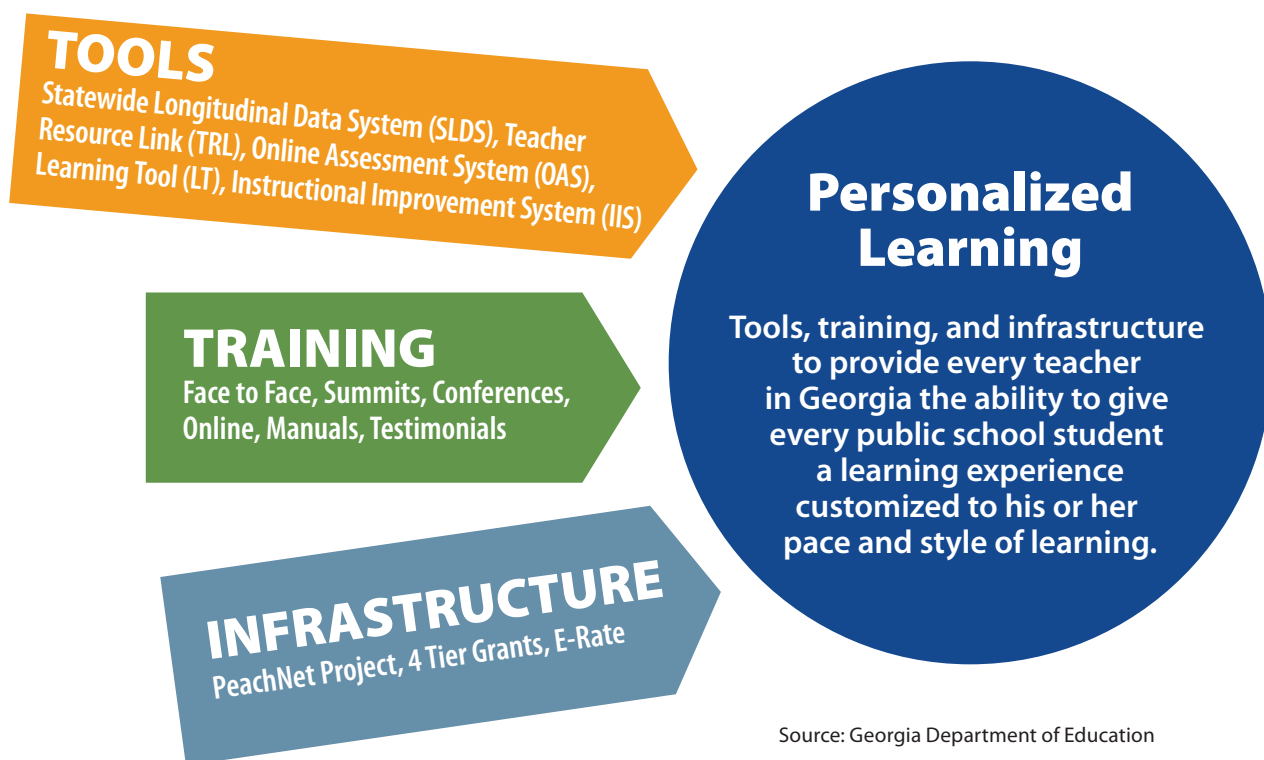 TOOLS
Statewide Longitudinal Data System (SLDS), Teacher
Resource Link (TRL), Online Assessment System (OAS),
Learning Tool (LT), Instructional Improvement System (IIS)
TRAINING
Face to Face, Summits, Conferences,
Online, Manuals, Testimonials
INFRASTRUCTURE
PeachNet Project, 4 Tier Grants, E-Rate
Personalized
Learning
Tools, training, and infrastructure
to provide every teacher
in Georgia the ability to give
every public school student
a learning experience
customized to his or her
pace and style of learning.
Source: Georgia Department of Education